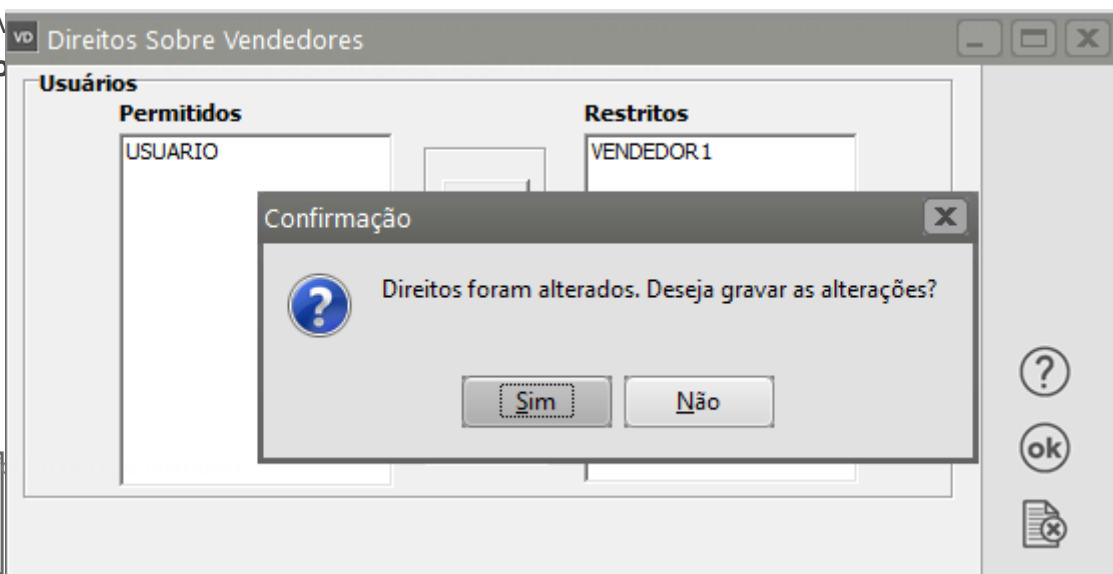 VD Direitos Sobre Vendedores
Usuários
Permitidos
Restritos
USUARIO
VENDEDOR1
Confirmação
Direitos foram alterados. Deseja gravar as alterações?
Sim
Não
?
ok